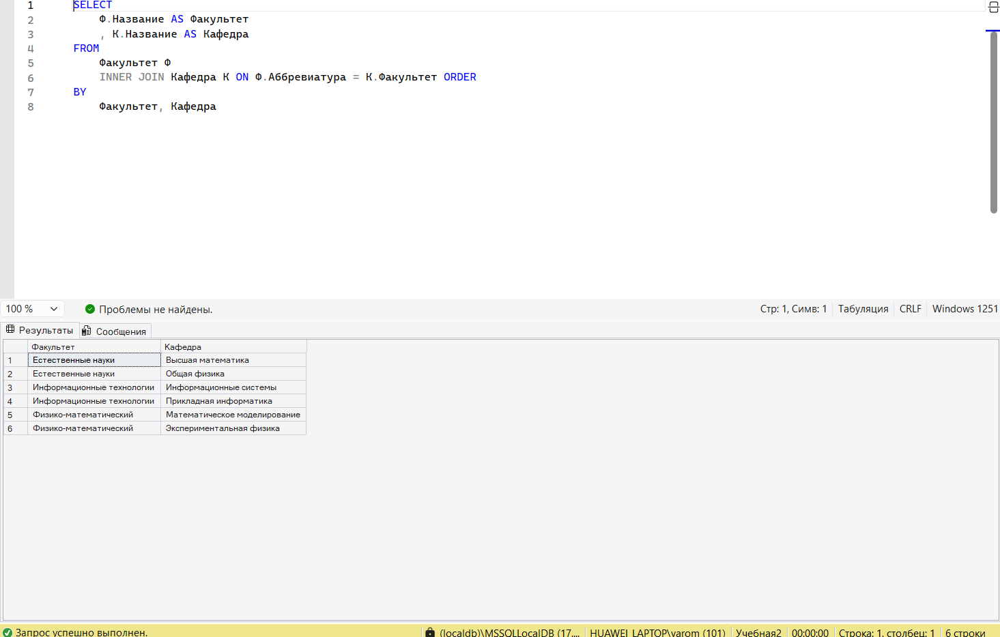 1 SELECT
2 Ф.Название AS Факультет
3 , К.Название AS Кафедра
4 FROM
5 Факультет Ф
6 INNER JOIN Кафедра К ON Ф.Аббревиатура = К.Факультет ORDER
7 BY
8 Факультет, Кафедра
100 % Проблемы не найдены. Стр: 1, Симв: 1 Табуляция CRLF Windows 1251
Результаты Сообщения
Факультет Кафедра
1 Естественные науки Высшая математика
2 Естественные науки Общая физика
3 Информационные технологии Информационные системы
4 Информационные технологии Прикладная информатика
5 Физико-математический Математическое моделирование
6 Физико-математический Экспериментальная физика
Запрос успешно выполнен. (localdb)\MSSQLLocalDB (17.... HUAWEI_LAPTOP\varom (101) Учебная2 00:00:00 Строка: 1, столбец: 1 6 строки